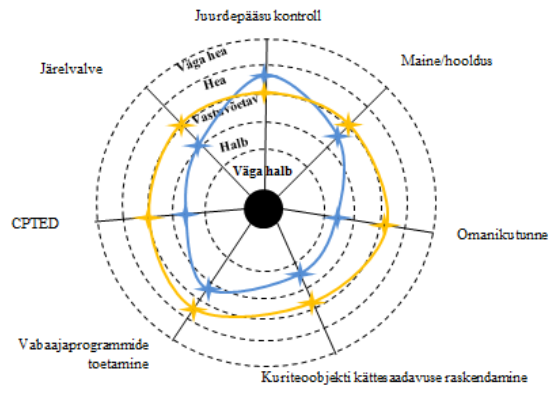 Juurdepääsu kontroll
Järelvalve
Maine/hooldus
Väga hea
Hea
Vastuvõetav
Halb
Väga halb
CPTED
Omanikutunne
Vabaajaprogrammide
toetamine
Kuriteoobjekti kättesaadavuse raskendamine